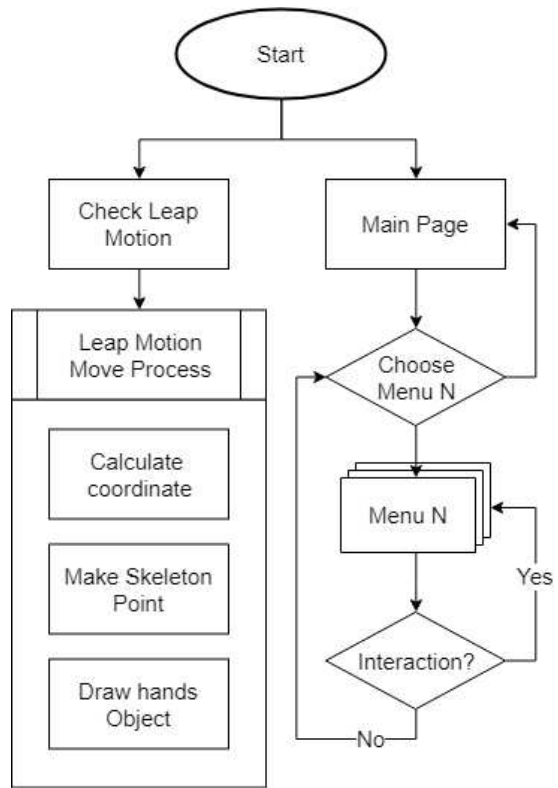 Start
Check Leap
Motion
Main Page
Leap Motion
Move Process
Choose
Menu N
Calculate
coordinate
Menu N
Yes
Make Skeleton
Point
Interaction?
Draw hands
Object
No